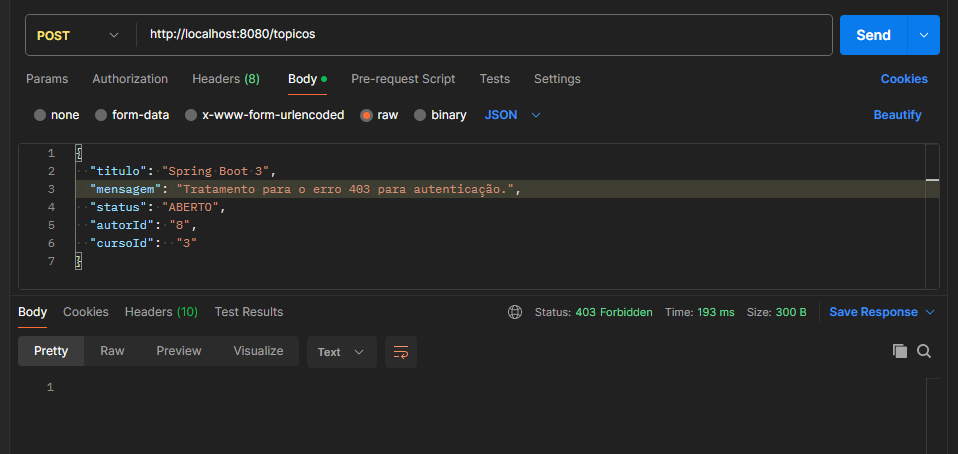 POST http://localhost:8080/topicos Send
Params Authorization Headers (8) Body Pre-request Script Tests Settings Cookies
none form-data x-www-form-urlencoded raw binary JSON Beautify
1 {
2 "titulo": "Spring Boot 3",
3 "mensagem": "Tratamento para o erro 403 para autenticação.",
4 "status": "ABERTO",
5 "autorId": "8",
6 "cursoId": "3"
7 }
Body Cookies Headers (10) Test Results Status: 403 Forbidden Time: 193 ms Size: 300 B Save Response
Pretty Raw Preview Visualize Text
1